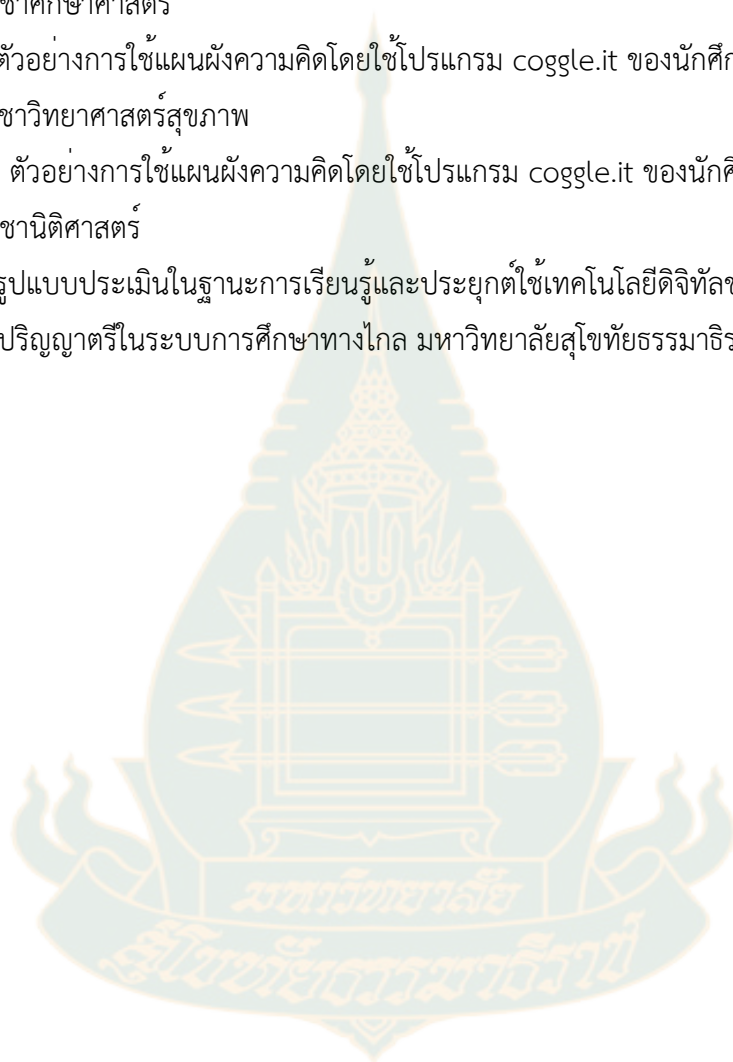 ตัวอย่างการใช้แผนผังความคิดโดยใช้โปรแกรม coggle.it ของนักศึก
ชาวิทยาศาสตร์สุขภาพ
ตัวอย่างการใช้แผนผังความคิดโดยใช้โปรแกรม coggle.it ของนักศึ
ชานิติศาสตร์
รูปแบบประเมินในฐานะการเรียนรู้และประยุกต์ใช้เทคโนโลยีดิจิทัล
ปริญญาตรีในระบบการศึกษาทางไกล มหาวิทยาลัยสุโขทัยธรรมาธิร
มหาวิทยาลัย
สุโขทัยธรรมาธิราช